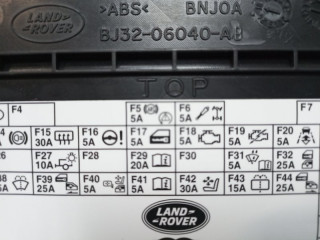 LAND-
ROVER
>ABS< BNJOA
BJ32-06040-AB
TOP
F4 F5 5A F6 5A F7
F15 30A F16 5A F17 5A F18 5A F19 5A F20 5A
F27 10A F28 F29 20A F30 F31 5A F32 25A
5A F39 25A F40 5A F41 5A F42 30A F43 15A F44 25A
LAND-
ROVER